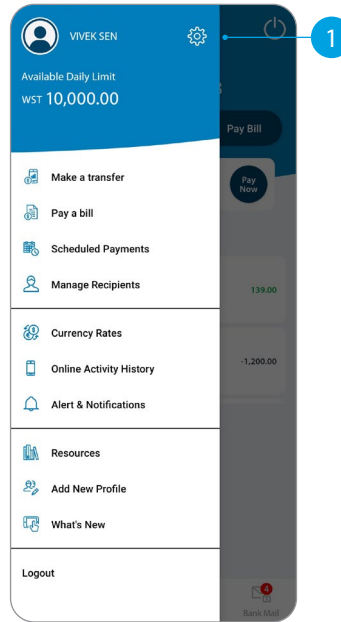 VIVEK SEN
1
Available Daily Limit
WST 10,000.00
Pay Bill
Make a transfer
Pay
Now
Pay a bill
Scheduled Payments
Manage Recipients
139.00
Currency Rates
Online Activity History
-1,200.00
Alert & Notifications
Resources
Add New Profile
What's New
Logout
4
Bank Mail